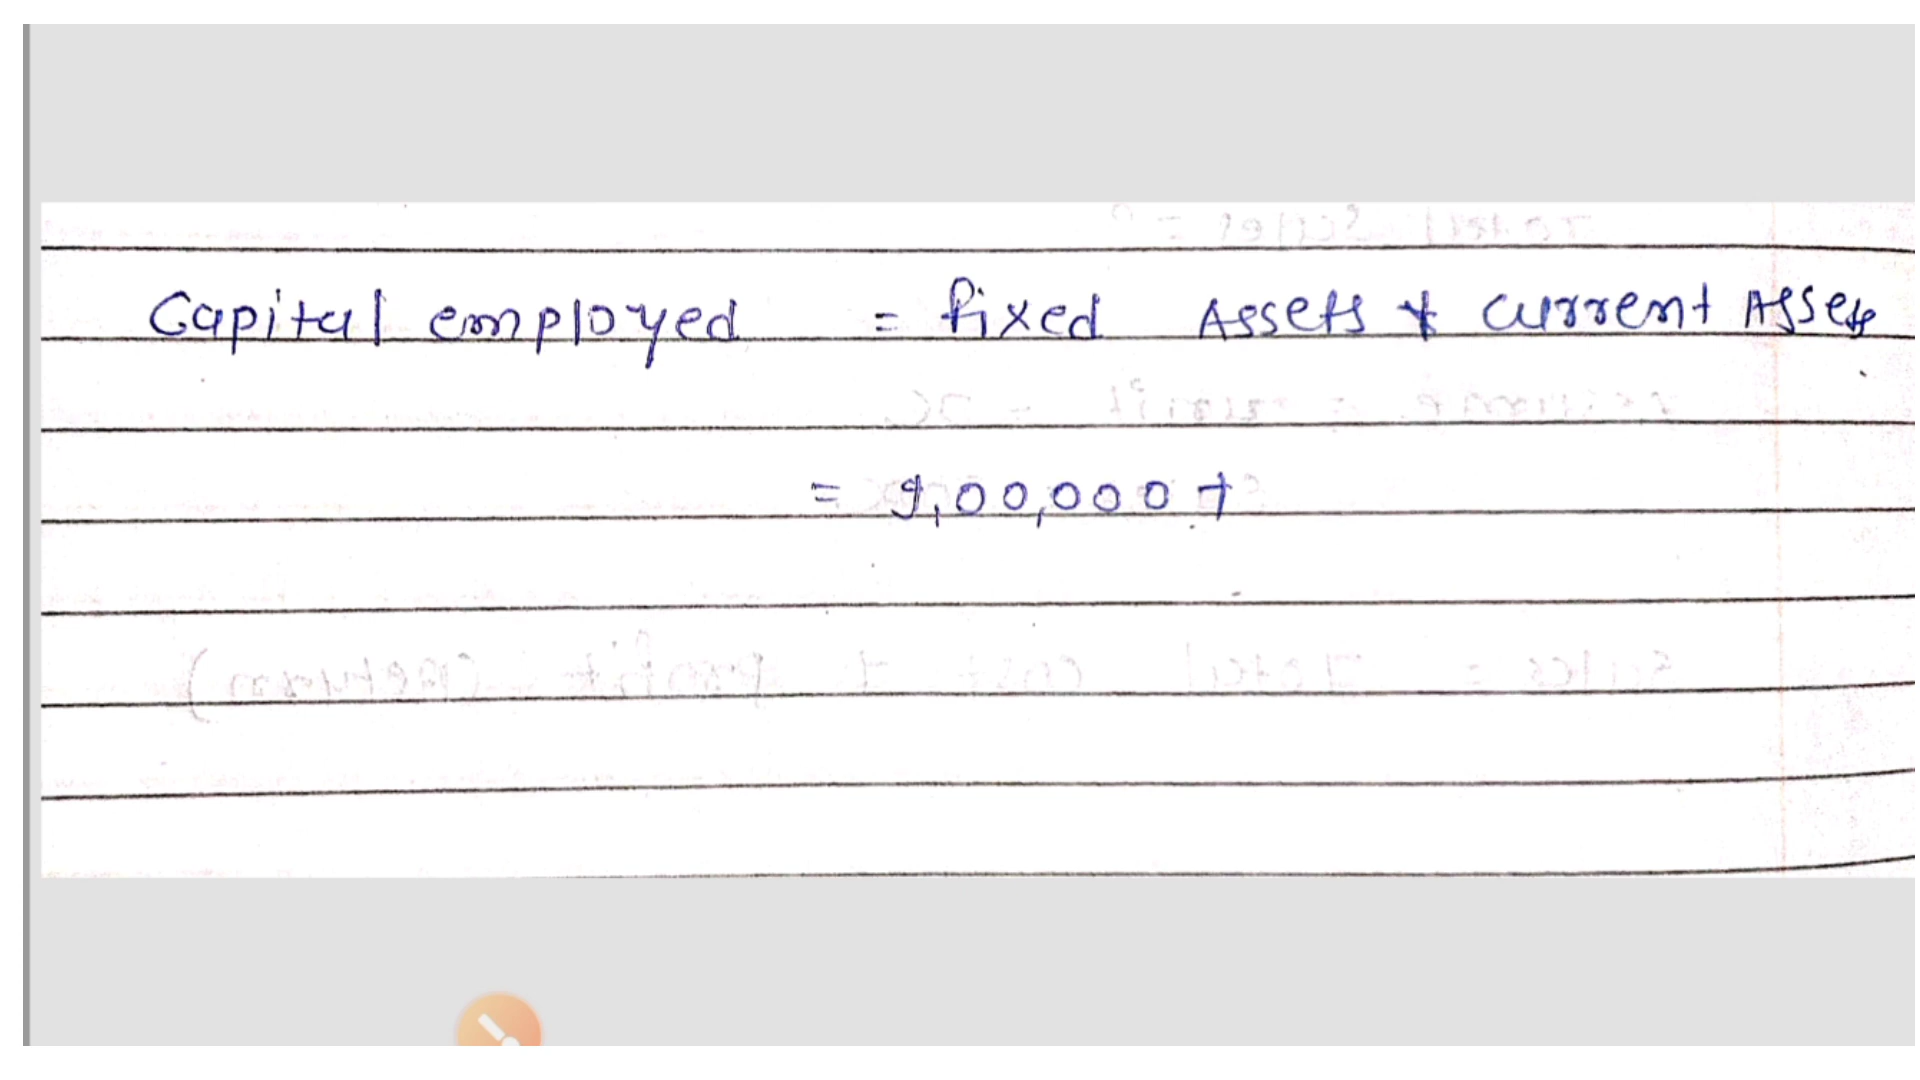 Capital employed = fixed Assets + current Assets
= 9,00,000 +